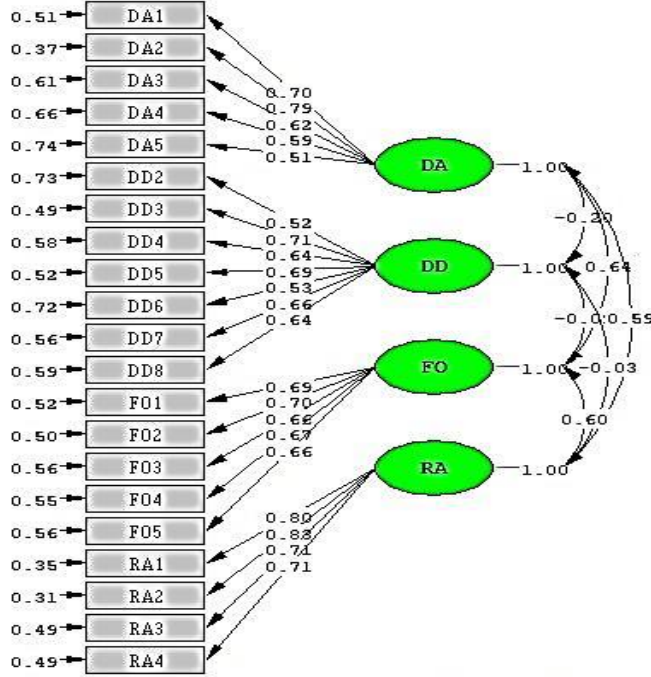 0.51 DA1
0.37 DA2
0.61 DA3
0.66 DA4
0.74 DA5
0.73 DD2
0.49 DD3
0.58 DD4
0.52 DD5
0.72 DD6
0.56 DD7
0.59 DD8
0.52 FO1
0.50 FO2
0.56 FO3
0.55 FO4
0.56 FO5
0.35 RA1
0.31 RA2
0.49 RA3
0.49 RA4
0.70
0.79
0.62
0.59
0.51
0.52
0.71
0.64
0.69
0.53
0.66
0.64
0.69
0.70
0.66
0.67
0.66
0.80
0.83
0.71
0.71
DA 1.00
DD 1.00
FO 1.00
RA 1.00
-0.20
0.64
0.59
-0.03
0.60